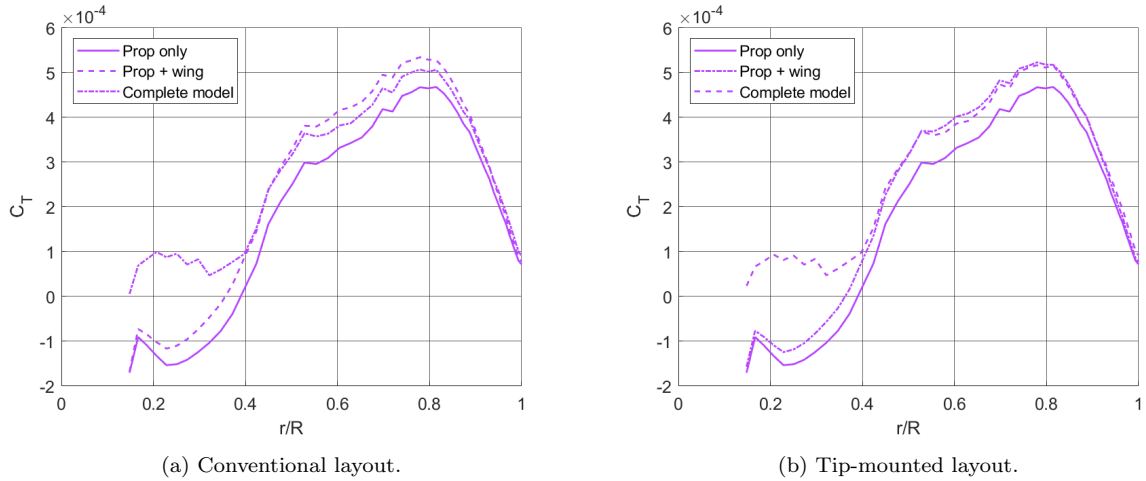 ×10⁻⁴
6
5
4
3
2
1
0
-1
-2
C_T
Prop only
Prop + wing
Complete model
0 0.2 0.4 0.6 0.8 1
r/R
(a) Conventional layout.
×10⁻⁴
6
5
4
3
2
1
0
-1
-2
C_T
Prop only
Prop + wing
Complete model
0 0.2 0.4 0.6 0.8 1
r/R
(b) Tip-mounted layout.